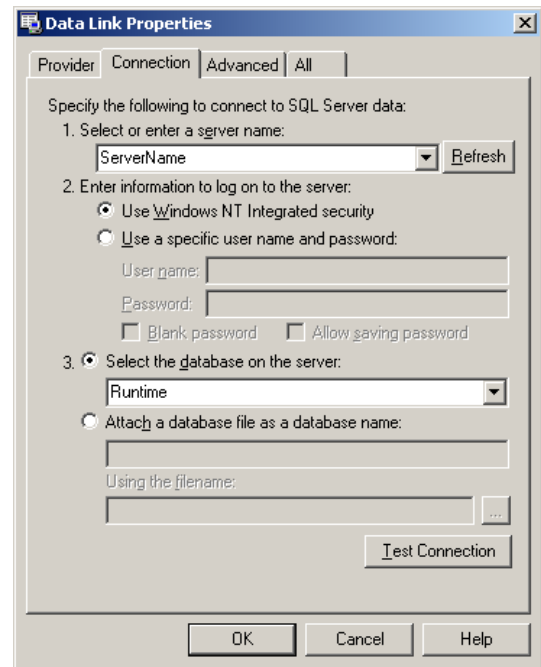 Data Link Properties
Provider Connection Advanced All
Specify the following to connect to SQL Server data:
1. Select or enter a server name:
ServerName Refresh
2. Enter information to log on to the server:
Use Windows NT Integrated security
Use a specific user name and password:
User name:
Password:
Blank password Allow saving password
3. Select the database on the server:
Runtime
Attach a database file as a database name:
Using the filename:
...
Test Connection
OK Cancel Help